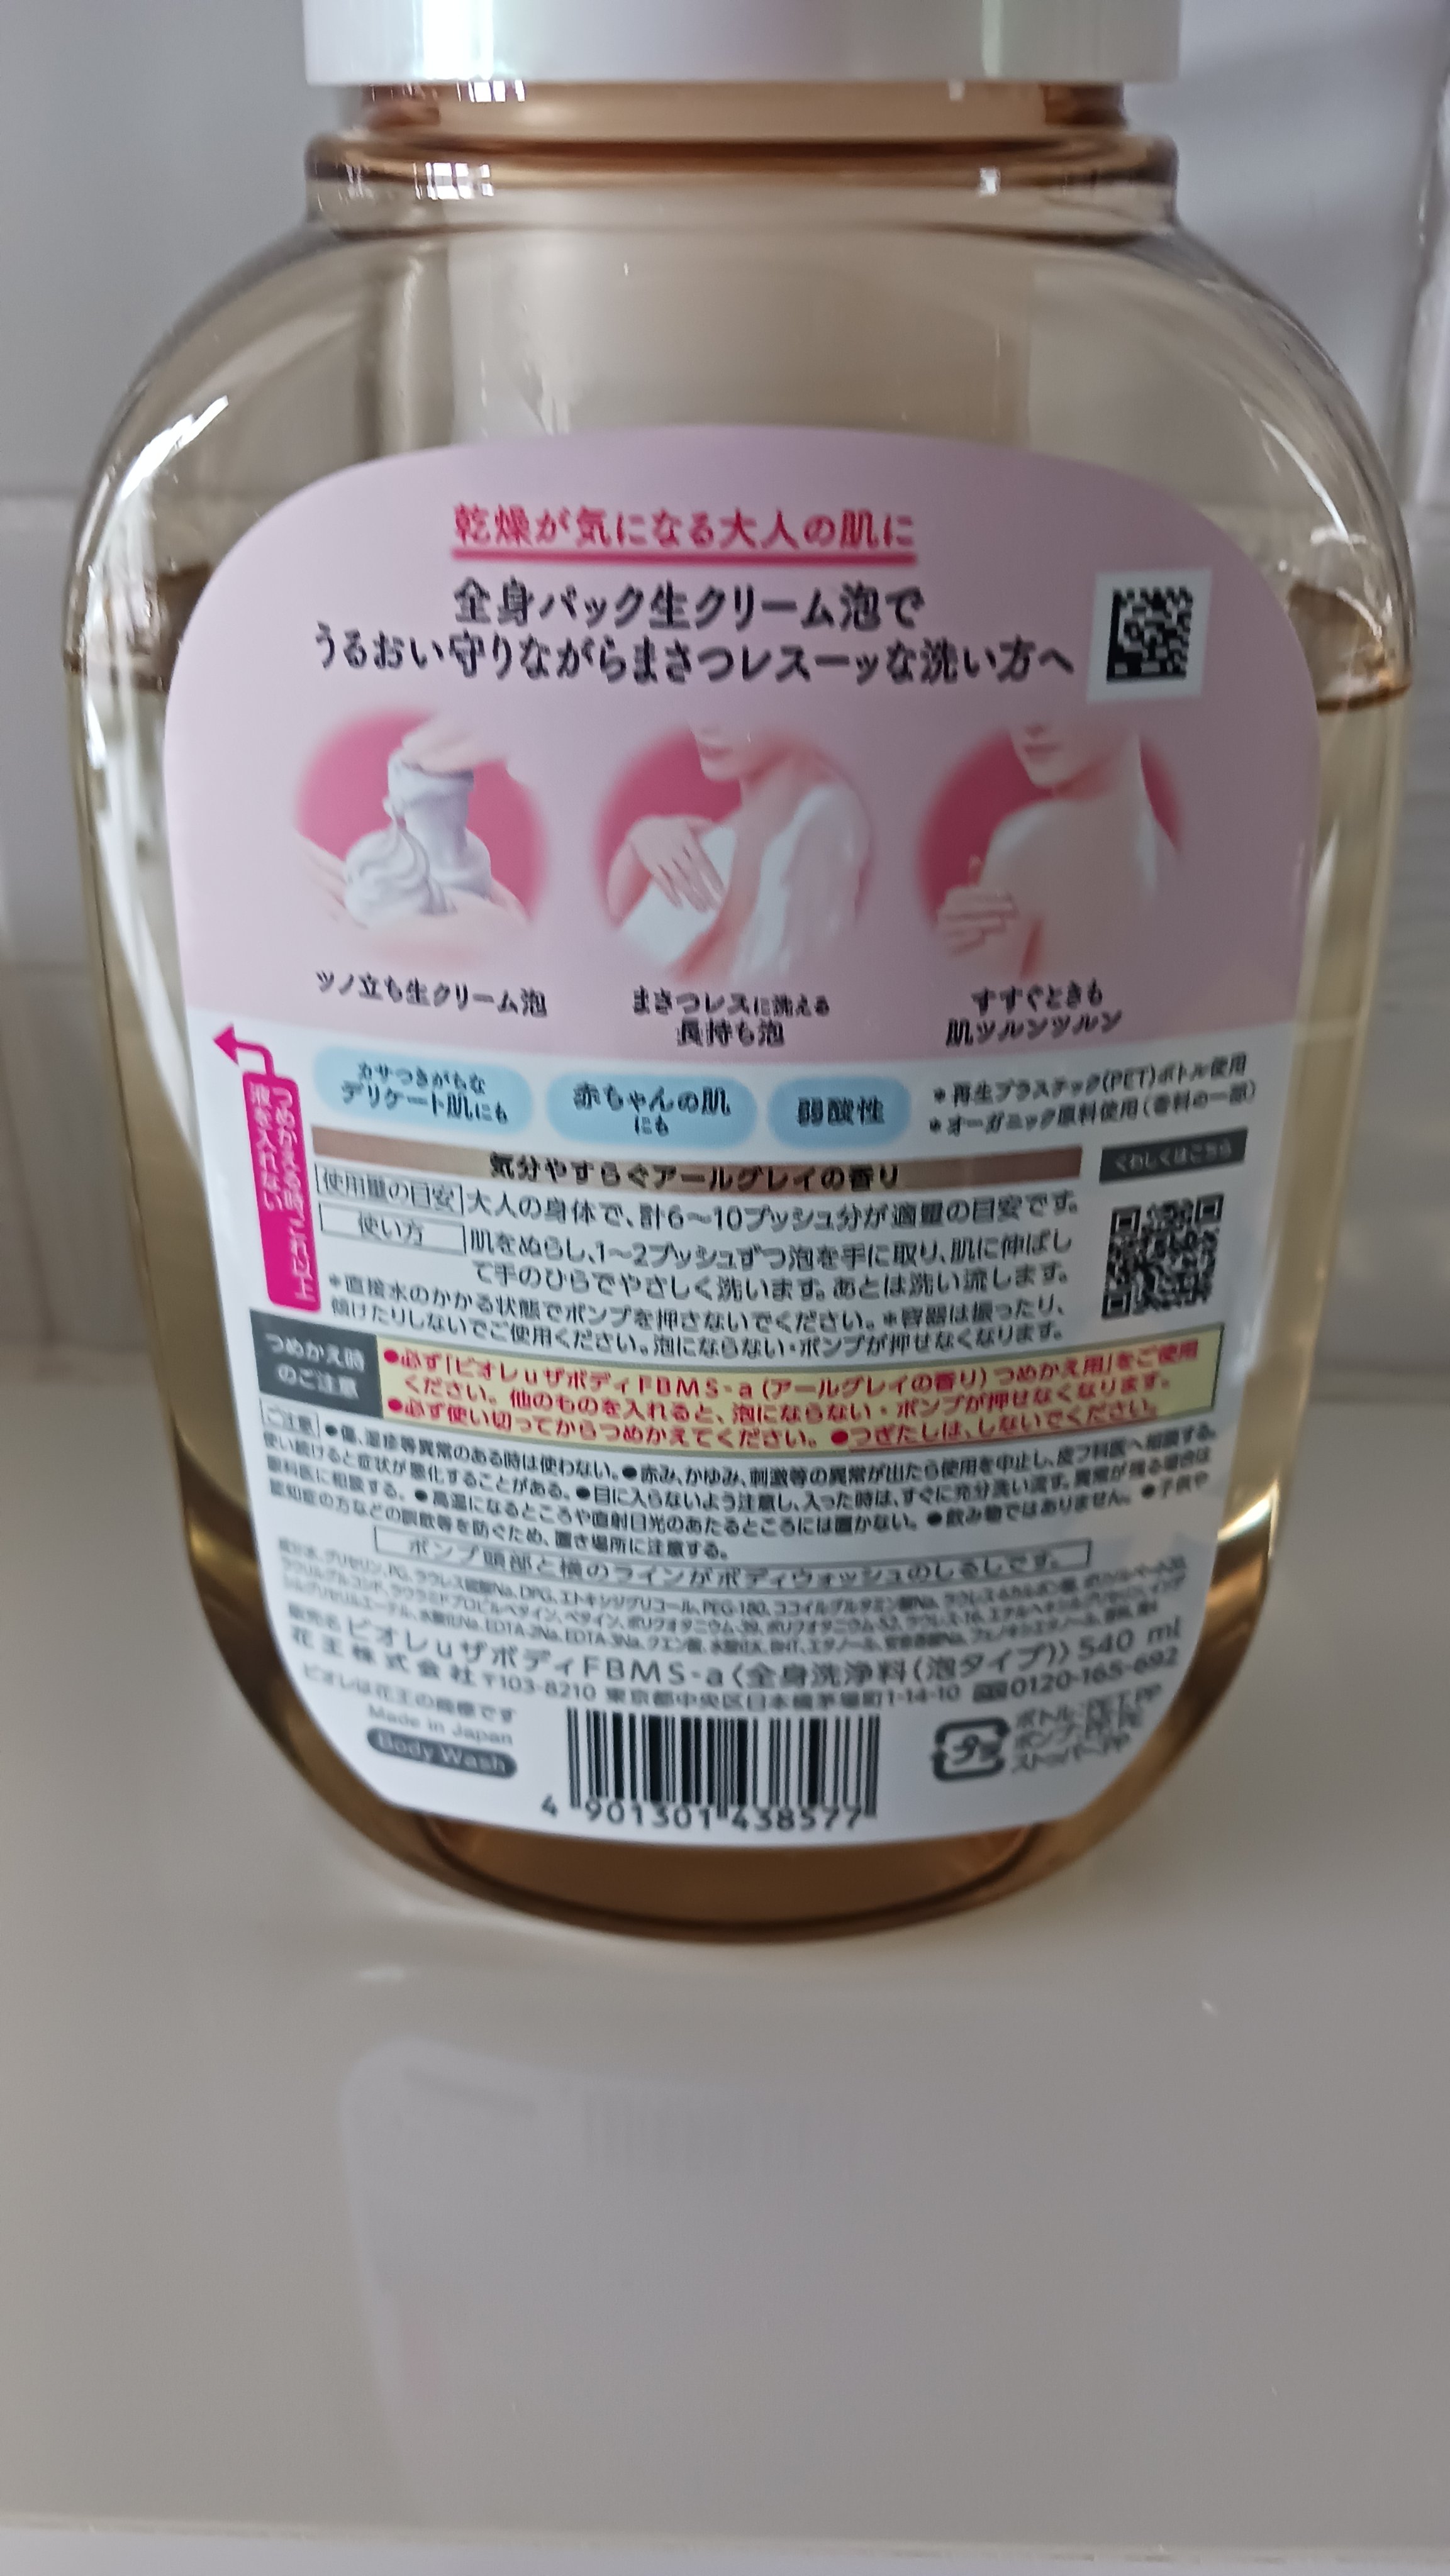 乾燥が気になる大人の肌に
全身パック生クリーム泡で
うるおい守りながらまさつレスーッな洗い方へ
ツノ立ち生クリーム泡
まさつレスに洗える
長持ち泡
すすぐときも
肌ツルンツルン
つめかえる時、これ以上
液を入れない
カサつきがちな
デリケート肌にも
赤ちゃんの肌
にも
弱酸性
*再生プラスチック(PET)ボトル使用
*オーガニック原料使用(香料の一部)
気分やすらぐアールグレイの香り
くわしくはこちら
使用量の目安 大人の身体で、計6〜10プッシュ分が適量の目安です。
使い方 肌をぬらし、1〜2プッシュずつ泡を手に取り、肌に伸ばし
て手のひらでやさしく洗います。あとは洗い流します。
*直接水のかかる状態でポンプを押さないでください。*容器は振ったり、
傾けたりしないでご使用ください。泡にならない・ポンプが押せなくなります。
つめかえ時
のご注意
●必ず「ビオレuザボディFBMS-a(アールグレイの香り)つめかえ用」をご使用
ください。他のものを入れると、泡にならない・ポンプが押せなくなります。
●必ず使い切ってからつめかえてください。●つぎたしは、しないでください。
ご注意 ●傷、湿疹等異常のある時は使わない。●赤み、かゆみ、刺激等の異常が出たら使用を中止し、皮フ科医へ相談する。
使い続けると症状が悪化することがある。●目に入らないよう注意し、入った時は、すぐに充分洗い流す。異常が残る場合は
眼科医に相談する。●高温になるところや直射日光のあたるところには置かない。●飲み物ではありません。●子供や
認知症の方などの誤飲等を防ぐため、置き場所に注意する。
ポンプ頭部と横のラインがボディウォッシュのしるしです。
販売名 ビオレuザボディFBMS-a〈全身洗浄料(泡タイプ)〉 540 ml
花王株式会社 〒103-8210 東京都中央区日本橋茅場町1-14-10 0120-165-692
ビオレは花王の商標です
Made in Japan
Body Wash
ボトル:PET,PP
ストッパー:PP
4 901301 438577